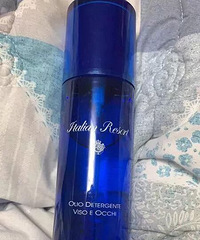 Italian Resort
OLIO DETERGENTE
VISO E OCCHI